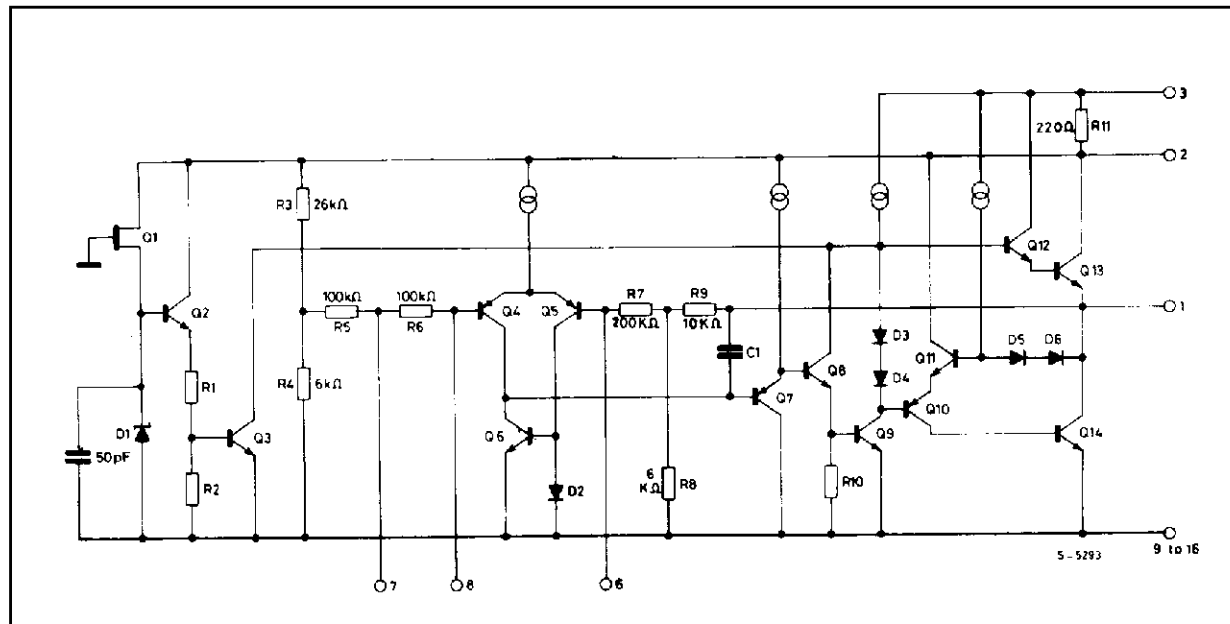 3
220Ω R11
2
R3 26kΩ
Q1
Q12
Q13
Q2
100kΩ 100kΩ
R5 R6
Q4 Q5
R7 R9
200KΩ 10KΩ
1
C1
D3
D5 D6
Q11
R4 6kΩ
R1
Q8
D4
Q7
Q10
D1
Q3
Q6
Q9
Q14
50pF
R2
D2
6
KΩ R8
R10
S-5293
9 to 16
7 8 6